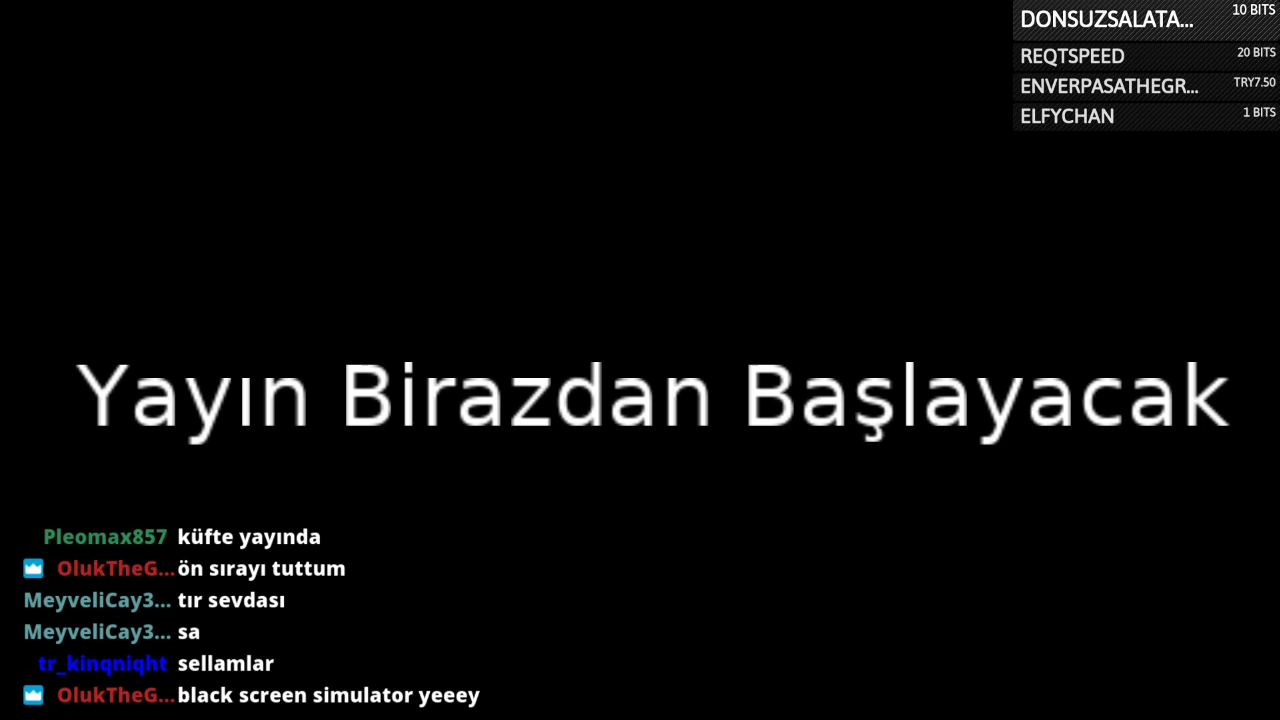 DONSUZSALATA... 10 BITS
REQTSPEED 20 BITS
ENVERPASATHEGR... TRY7.50
ELFYCHAN 1 BITS
Yayın Birazdan Başlayacak
Pleomax857 küfte yayında
OlukTheG... ön sırayı tuttum
MeyveliCay3... tır sevdası
MeyveliCay3... sa
tr_kinqniqht sellamlar
OlukTheG... black screen simulator yeeey